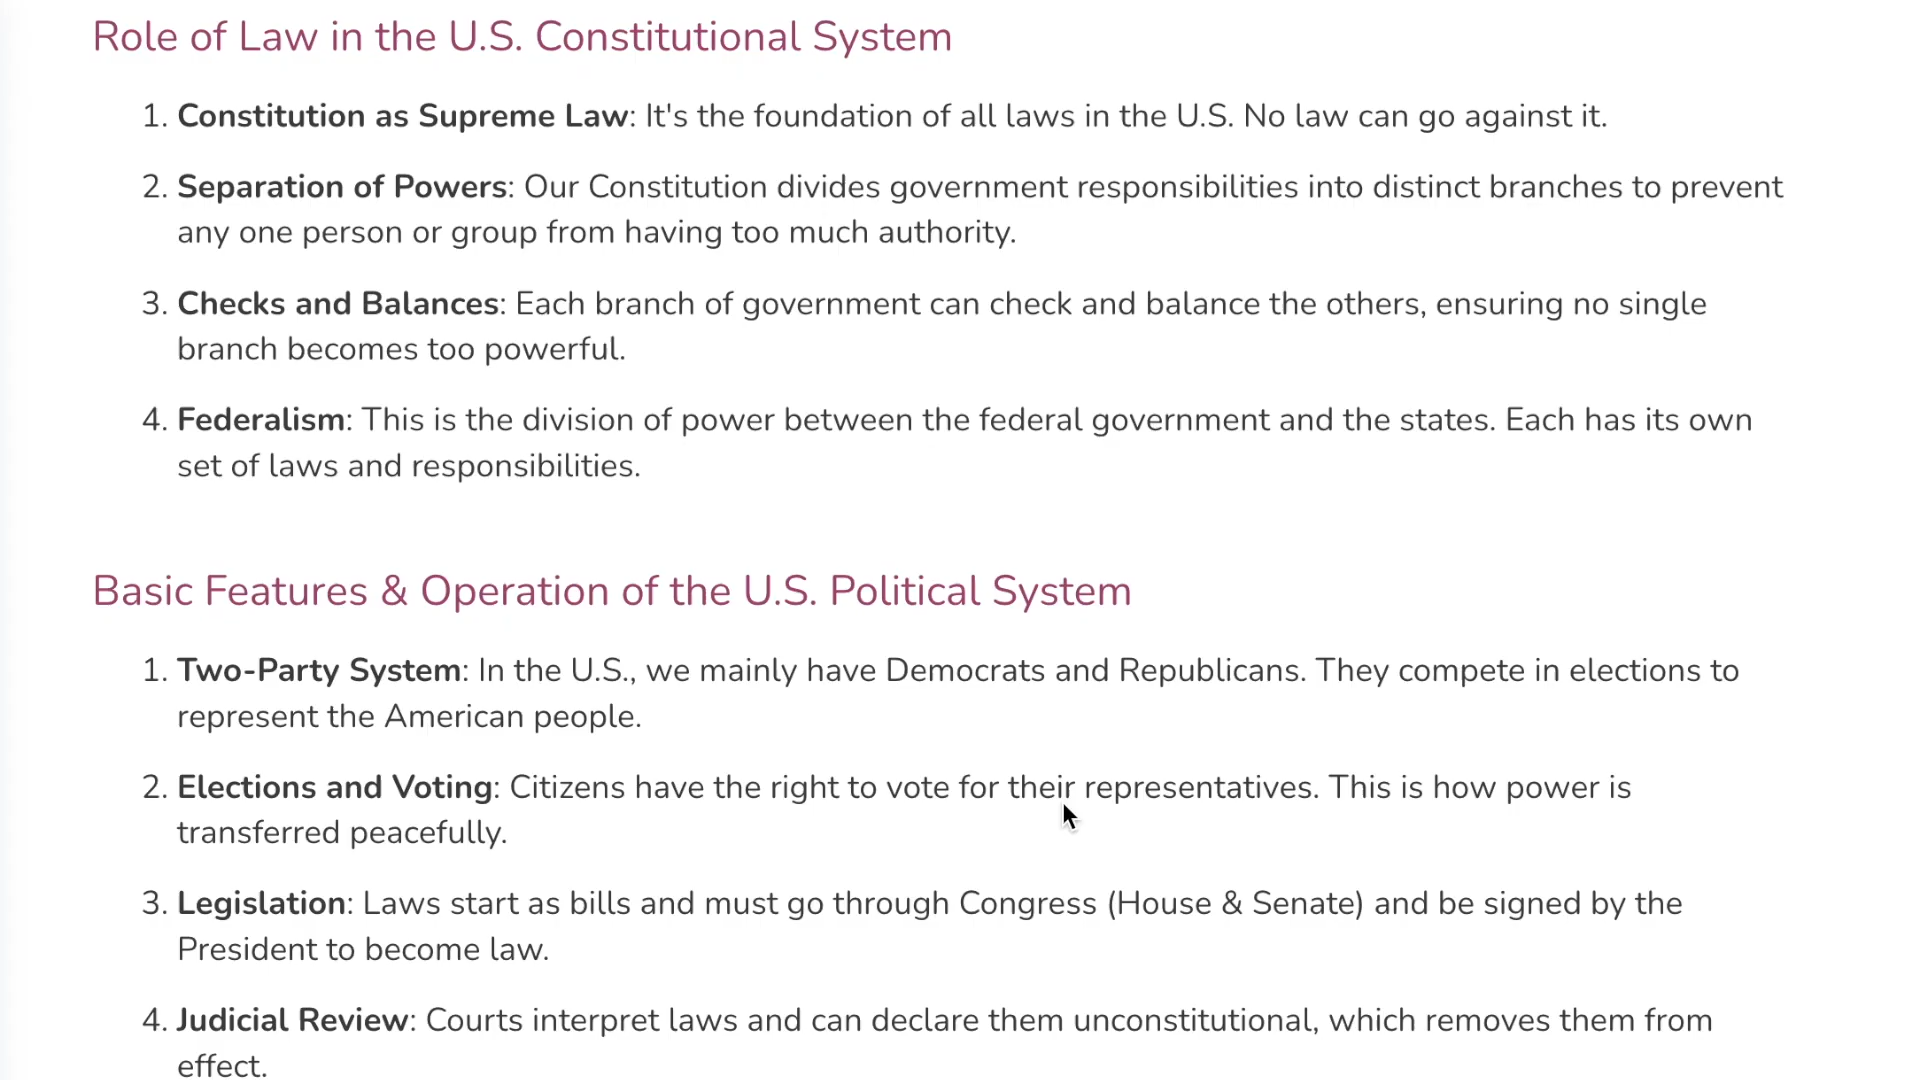 Role of Law in the U.S. Constitutional System
1. Constitution as Supreme Law: It's the foundation of all laws in the U.S. No law can go against it.
2. Separation of Powers: Our Constitution divides government responsibilities into distinct branches to prevent
any one person or group from having too much authority.
3. Checks and Balances: Each branch of government can check and balance the others, ensuring no single
branch becomes too powerful.
4. Federalism: This is the division of power between the federal government and the states. Each has its own
set of laws and responsibilities.
Basic Features & Operation of the U.S. Political System
1. Two-Party System: In the U.S., we mainly have Democrats and Republicans. They compete in elections to
represent the American people.
2. Elections and Voting: Citizens have the right to vote for their representatives. This is how power is
transferred peacefully.
3. Legislation: Laws start as bills and must go through Congress (House & Senate) and be signed by the
President to become law.
4. Judicial Review: Courts interpret laws and can declare them unconstitutional, which removes them from
effect.